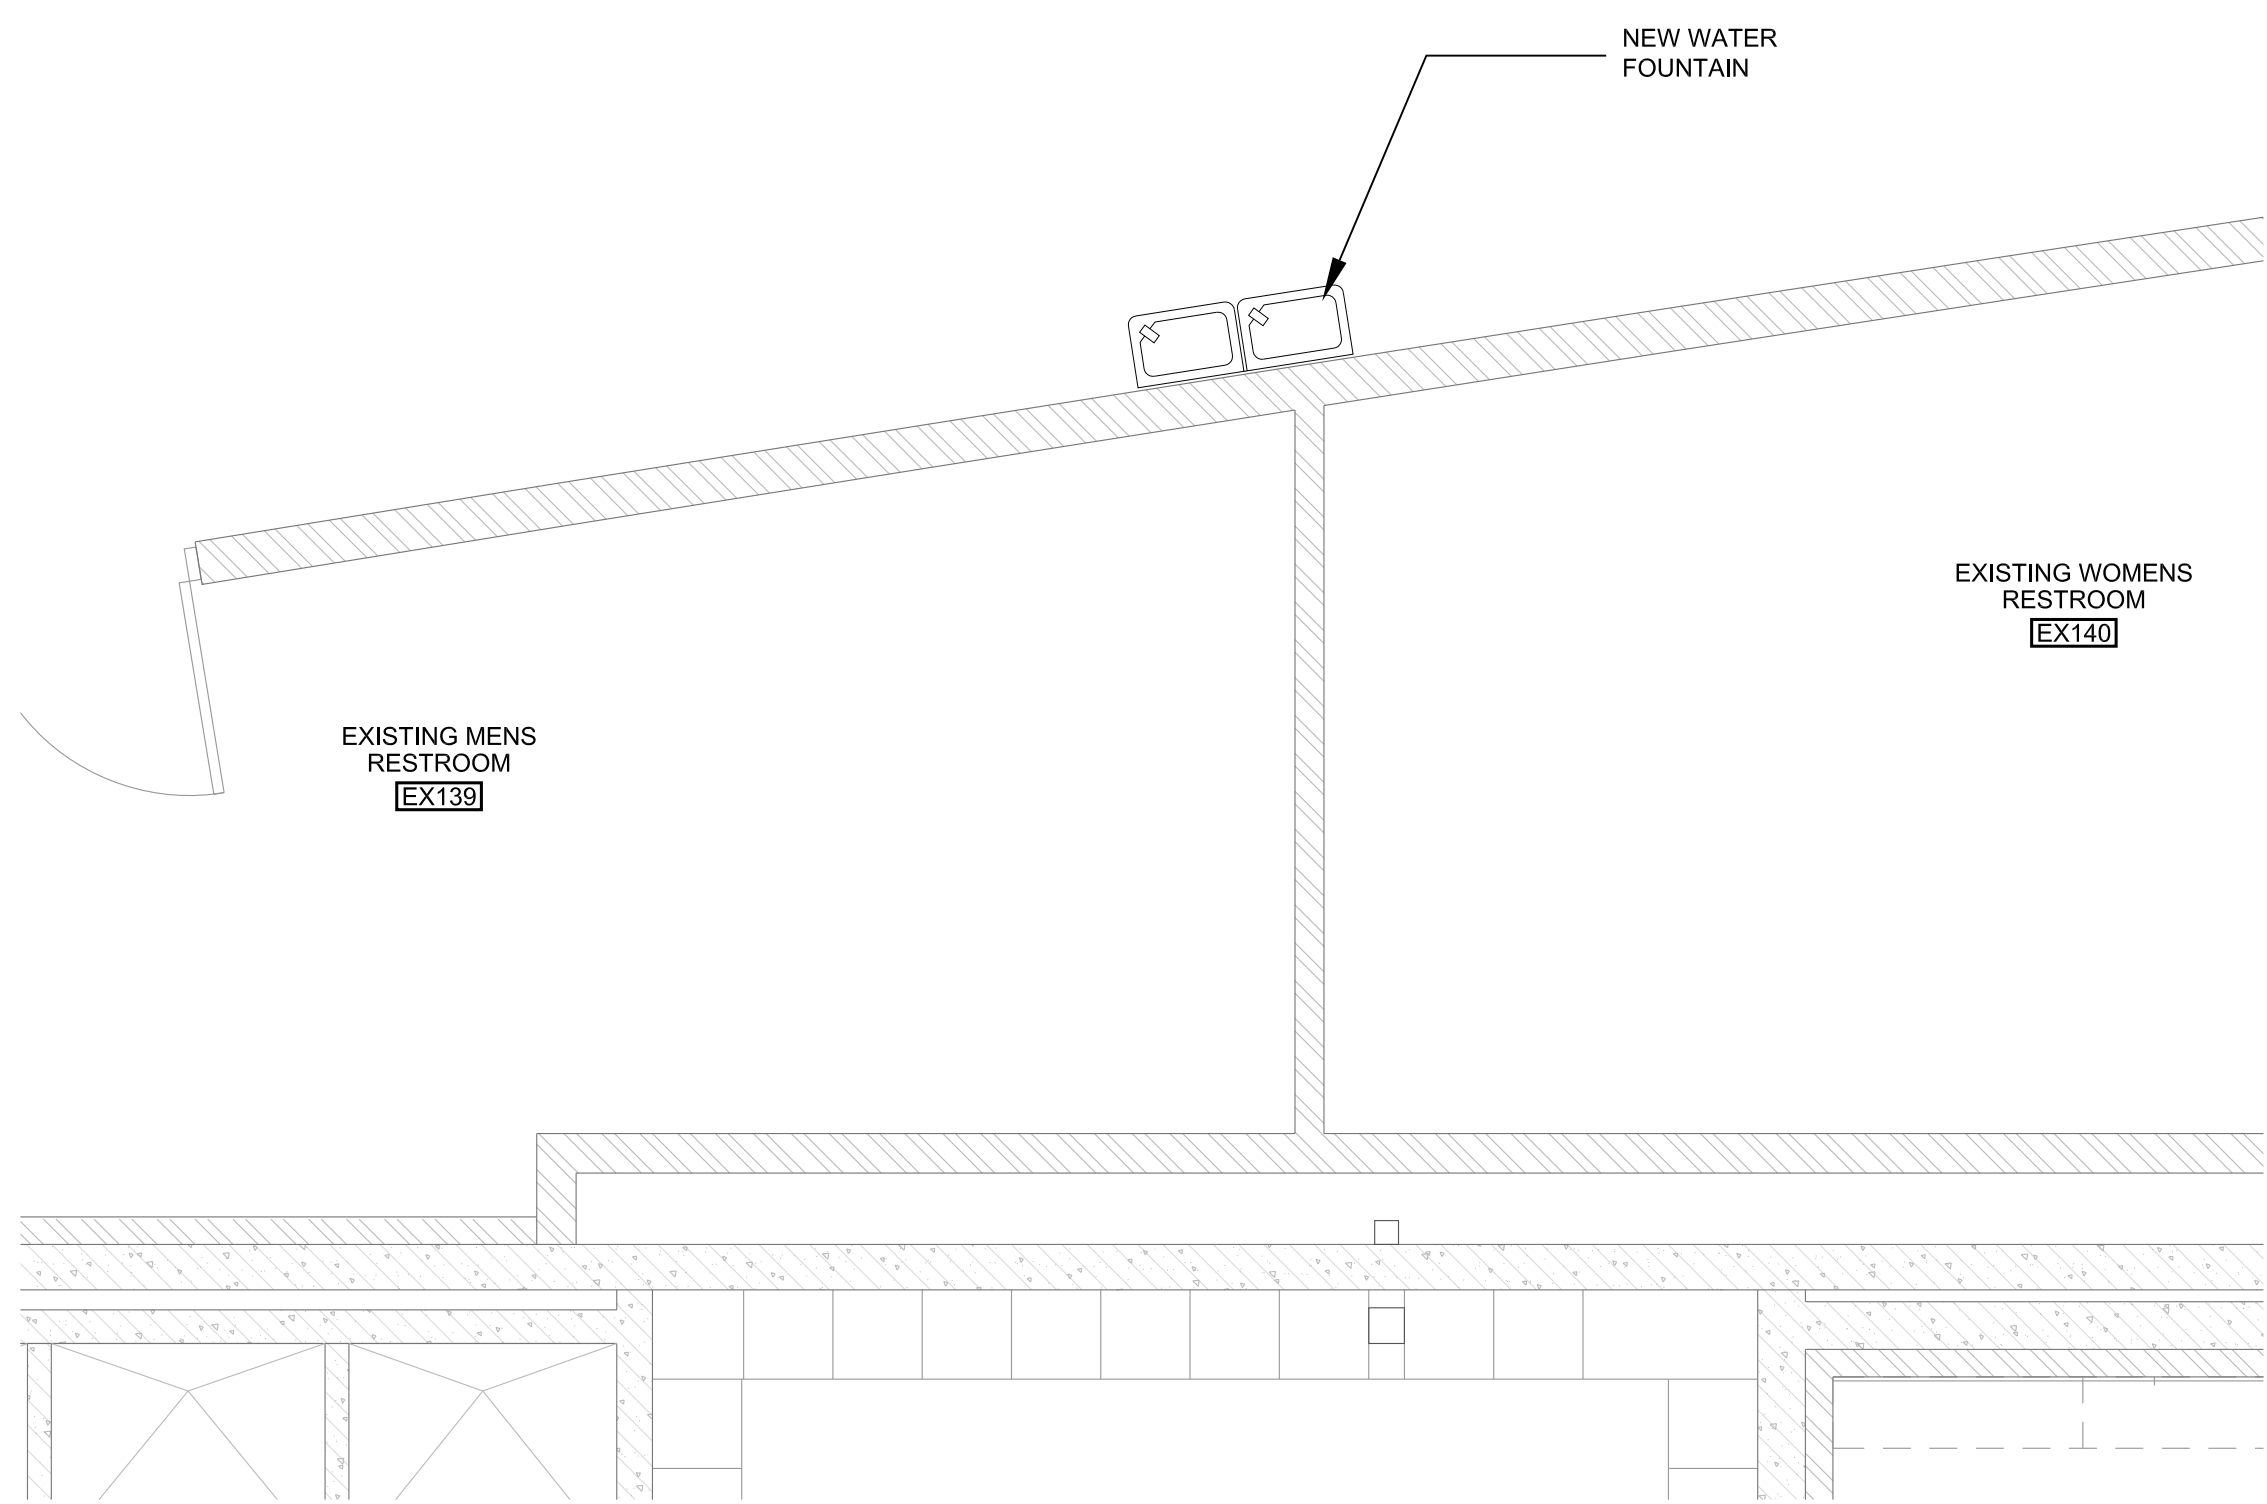 NEW WATER
FOUNTAIN
EXISTING WOMENS
RESTROOM
EX140
EXISTING MENS
RESTROOM
EX139